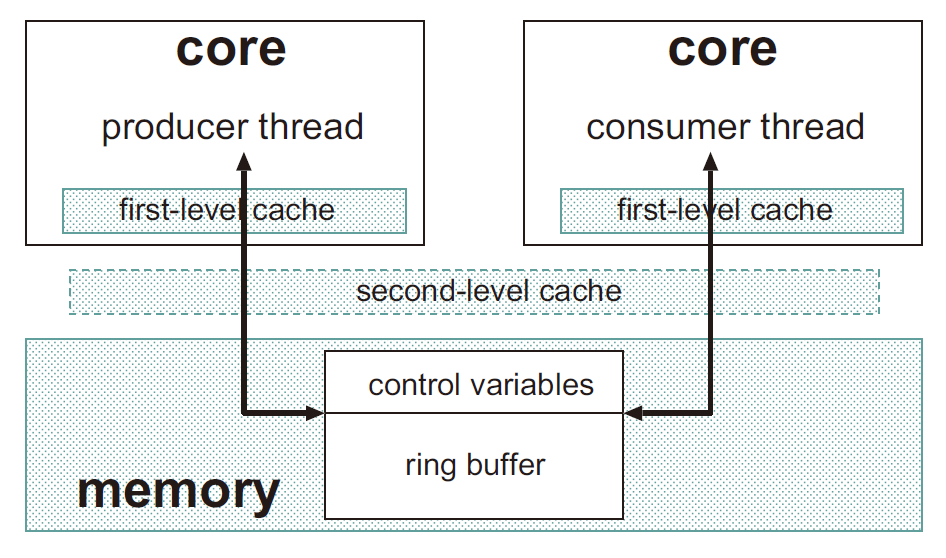 core
producer thread
first-level cache
core
consumer thread
first-level cache
second-level cache
control variables
ring buffer
memory